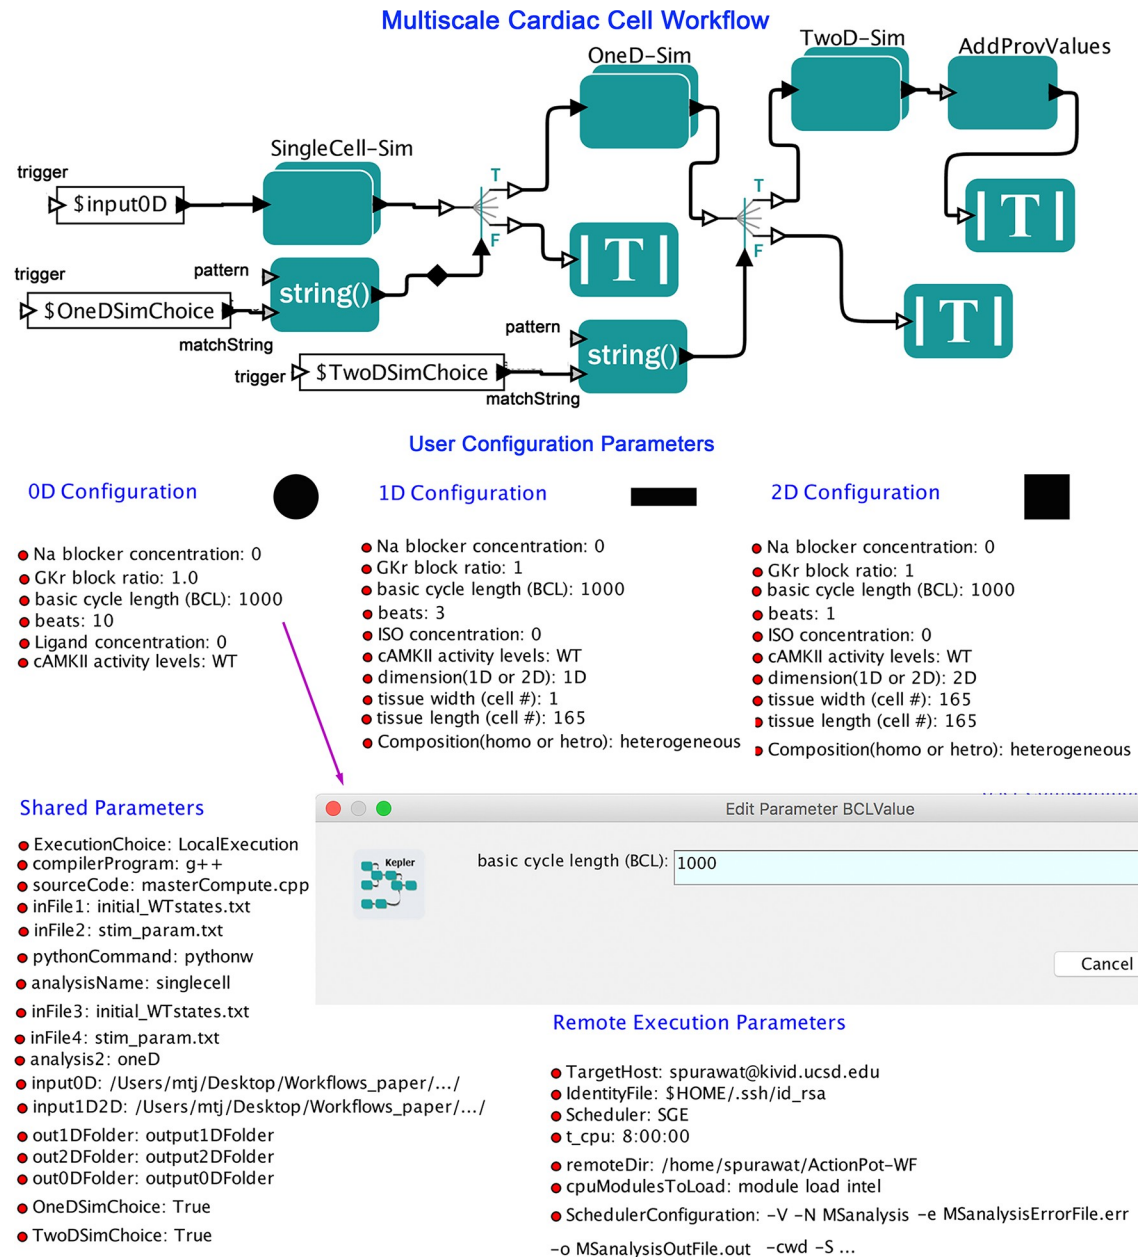 Multiscale Cardiac Cell Workflow
TwoD-Sim
AddProvValues
OneD-Sim
SingleCell-Sim
trigger
$input0D
T
F
T
F
T
trigger
pattern
string()
$OneDSimChoice
matchString
T
T
pattern
string()
trigger
$TwoDSimChoice
matchString
User Configuration Parameters
0D Configuration
Na blocker concentration: 0
GKr block ratio: 1.0
basic cycle length (BCL): 1000
beats: 10
Ligand concentration: 0
cAMKII activity levels: WT
1D Configuration
Na blocker concentration: 0
GKr block ratio: 1
basic cycle length (BCL): 1000
beats: 3
ISO concentration: 0
cAMKII activity levels: WT
dimension(1D or 2D): 1D
tissue width (cell #): 1
tissue length (cell #): 165
Composition(homo or hetro): heterogeneous
2D Configuration
Na blocker concentration: 0
GKr block ratio: 1
basic cycle length (BCL): 1000
beats: 1
ISO concentration: 0
cAMKII activity levels: WT
dimension(1D or 2D): 2D
tissue width (cell #): 165
tissue length (cell #): 165
Composition(homo or hetro): heterogeneous
Shared Parameters
ExecutionChoice: LocalExecution
compilerProgram: g++
sourceCode: masterCompute.cpp
inFile1: initial_WTstates.txt
inFile2: stim_param.txt
pythonCommand: pythonw
analysisName: singlecell
inFile3: initial_WTstates.txt
inFile4: stim_param.txt
analysis2: oneD
input0D: /Users/mtj/Desktop/Workflows_paper/.../
input1D2D: /Users/mtj/Desktop/Workflows_paper/.../
out1DFolder: output1DFolder
out2DFolder: output2DFolder
out0DFolder: output0DFolder
OneDSimChoice: True
TwoDSimChoice: True
Edit Parameter BCLValue
Kepler
basic cycle length (BCL): 1000
Cancel
Remote Execution Parameters
TargetHost: spurawat@kivid.ucsd.edu
IdentityFile: $HOME/.ssh/id_rsa
Scheduler: SGE
t_cpu: 8:00:00
remoteDir: /home/spurawat/ActionPot-WF
cpuModulesToLoad: module load intel
SchedulerConfiguration: -V -N MSanalysis -e MSanalysisErrorFile.err
-o MSanalysisOutFile.out -cwd -S ...